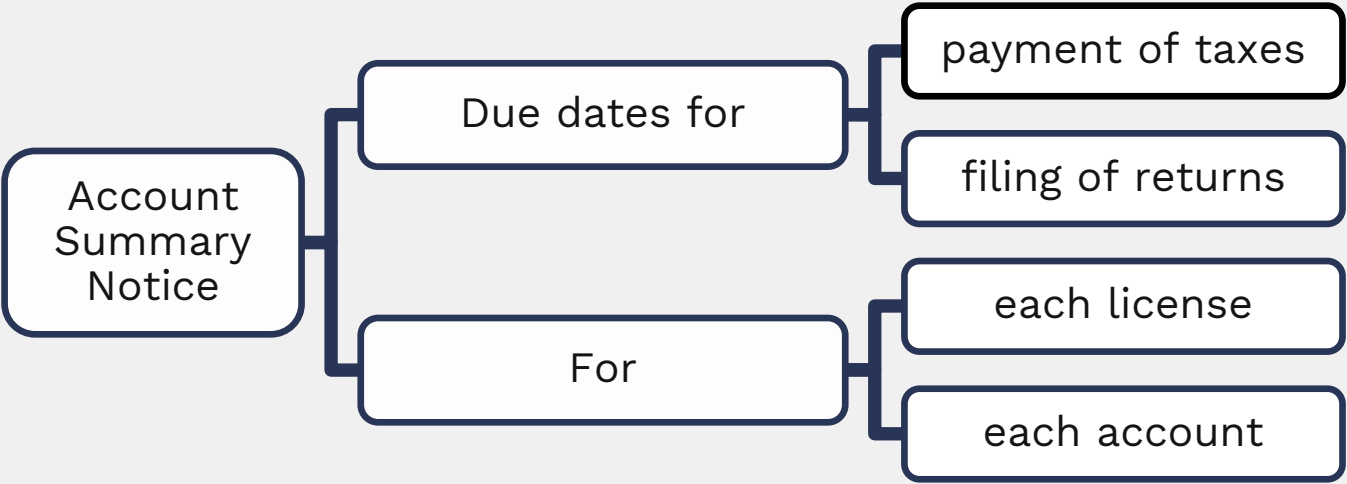 Account
Summary
Notice
Due dates for
payment of taxes
filing of returns
For
each license
each account